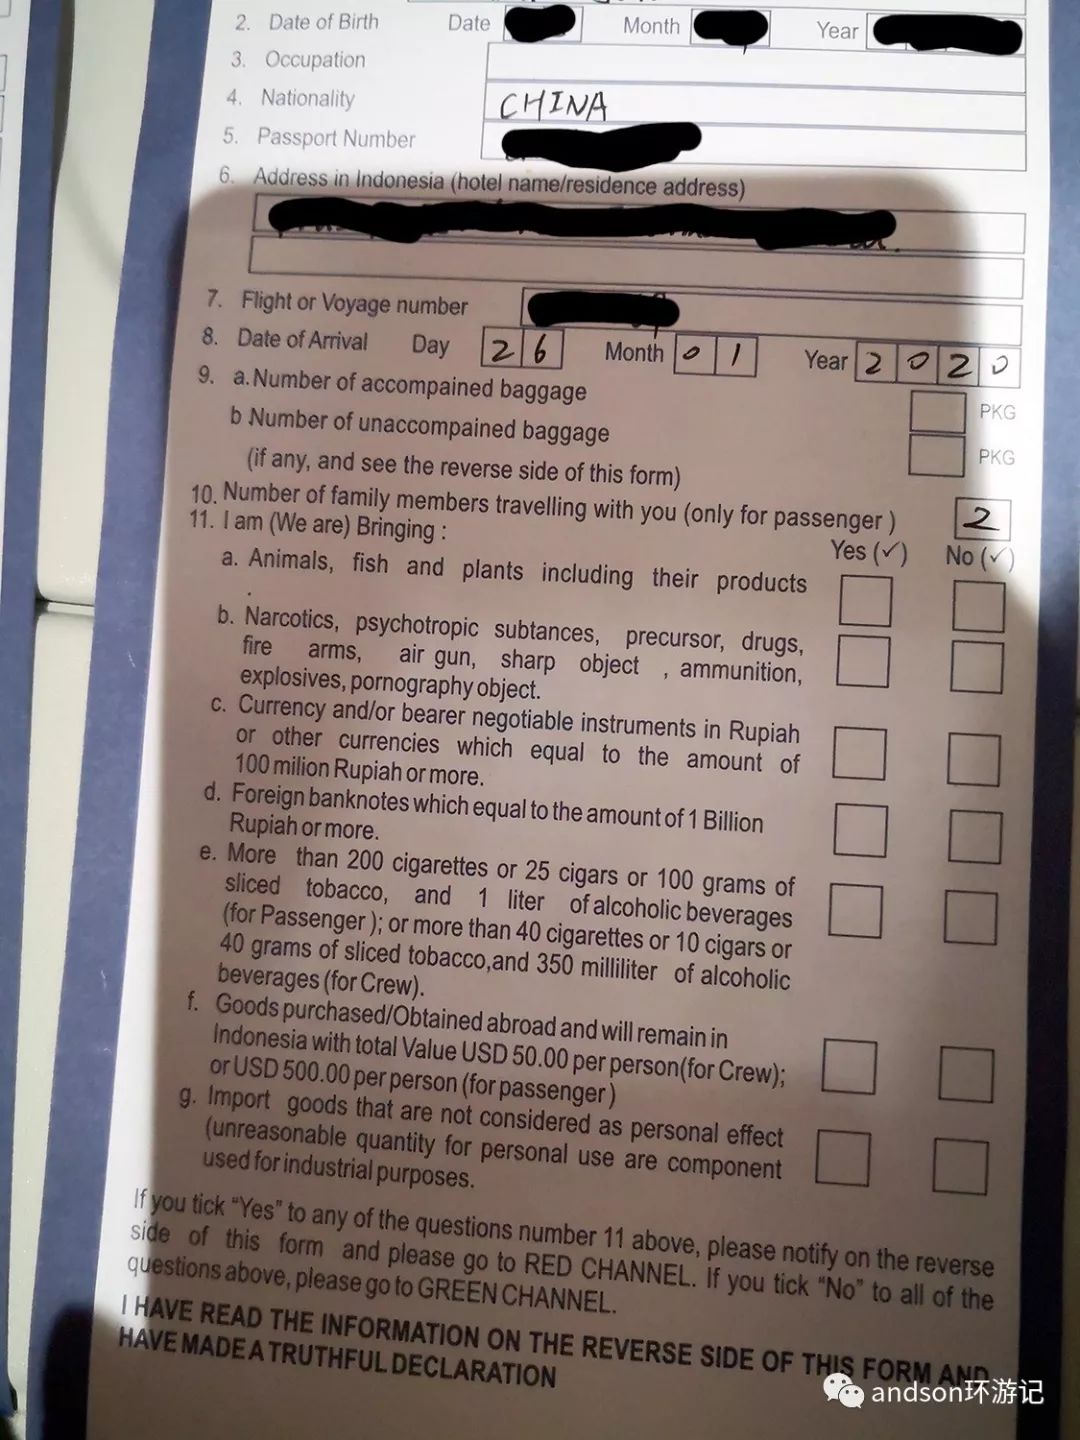 2. Date of Birth Date Month Year
3. Occupation
4. Nationality CHINA
5. Passport Number
6. Address in Indonesia (hotel name/residence address)
7. Flight or Voyage number
8. Date of Arrival Day 26 Month 01 Year 2020
9. a. Number of accompained baggage PKG
b Number of unaccompained baggage PKG
(if any, and see the reverse side of this form)
10. Number of family members travelling with you (only for passenger ) 2
11. I am (We are) Bringing : Yes (✓) No (✓)
a. Animals, fish and plants including their products
.
b. Narcotics, psychotropic subtances, precursor, drugs,
fire arms, air gun, sharp object , ammunition,
explosives, pornography object.
c. Currency and/or bearer negotiable instruments in Rupiah
or other currencies which equal to the amount of
100 milion Rupiah or more.
d. Foreign banknotes which equal to the amount of 1 Billion
Rupiah or more.
e. More than 200 cigarettes or 25 cigars or 100 grams of
sliced tobacco, and 1 liter of alcoholic beverages
(for Passenger ); or more than 40 cigarettes or 10 cigars or
40 grams of sliced tobacco,and 350 milliliter of alcoholic
beverages (for Crew).
f. Goods purchased/Obtained abroad and will remain in
Indonesia with total Value USD 50.00 per person(for Crew);
or USD 500.00 per person (for passenger )
g. Import goods that are not considered as personal effect
(unreasonable quantity for personal use are component
used for industrial purposes.
If you tick “Yes” to any of the questions number 11 above, please notify on the reverse
side of this form and please go to RED CHANNEL. If you tick “No” to all of the
questions above, please go to GREEN CHANNEL.
I HAVE READ THE INFORMATION ON THE REVERSE SIDE OF THIS FORM AND
HAVE MADE A TRUTHFUL DECLARATION
andson环游记